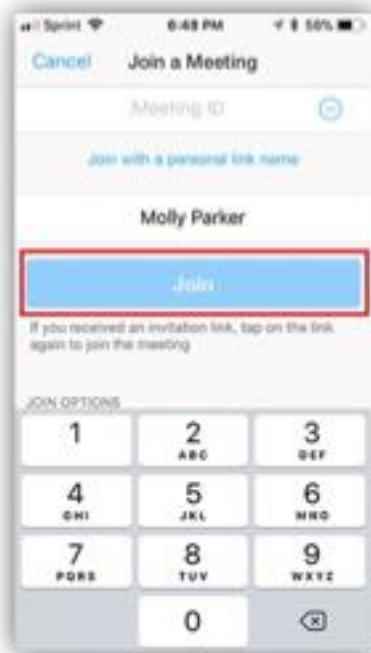 Sprint 6:48 PM 56%
Cancel Join a Meeting
Meeting ID
Join with a personal link name
Molly Parker
Join
If you received an invitation link, tap on the link
again to join the meeting
JOIN OPTIONS
1 2 3
ABC DEF
4 5 6
GHI JKL MNO
7 8 9
PQRS TUV WXYZ
0